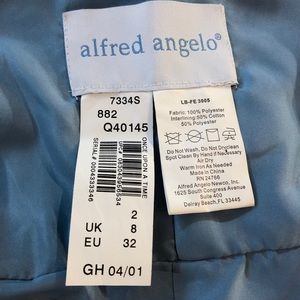 alfred angelo®
7334S
882
Q40145
ONCE UPON A TIME
SERIAL# 0004333346
2
UK 8
EU 32
GH 04/01
LB-FE 3005
Fabric: 100% Polyester
Interlining: 50% Cotton
50% Polyester
Do Not Wash, Do Not Dryclean
Spot Clean By Hand if Necessary
Air Dry
Warm Iron As Needed
Made in China
RN 24766
Alfred Angelo Newco, Inc.
1625 South Congress Avenue
Suite 400
Delray Beach, FL 33445